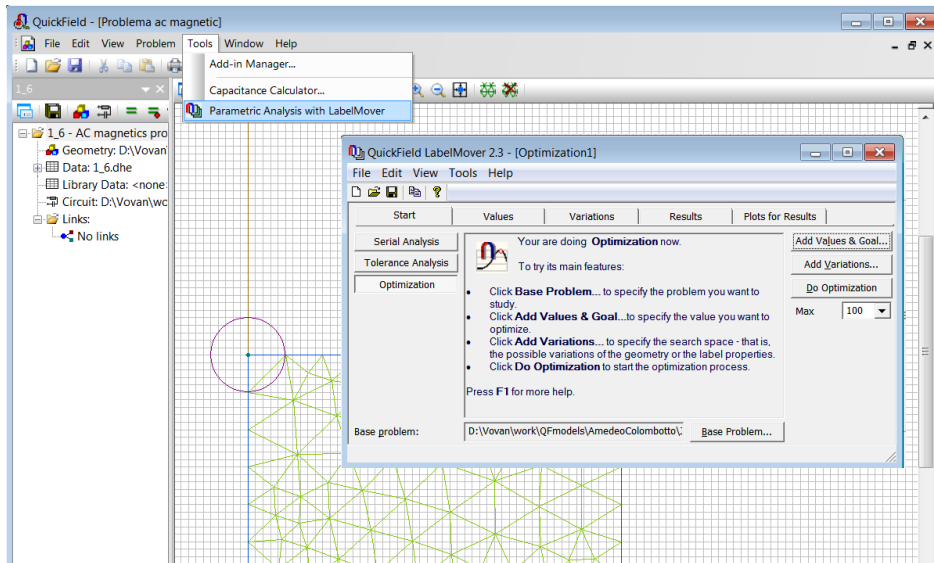 QuickField - [Problema ac magnetic]
File Edit View Problem Tools Window Help
Add-in Manager...
1_6
Capacitance Calculator...
Parametric Analysis with LabelMover
1_6 - AC magnetics pro
Geometry: D:\Vovan\
Data: 1_6.dhe
Library Data: <none:
Circuit: D:\Vovan\wc
Links:
No links
QuickField LabelMover 2.3 - [Optimization1]
File Edit View Tools Help
Start Values Variations Results Plots for Results
Serial Analysis
Tolerance Analysis
Optimization
Your are doing Optimization now.
To try its main features:
• Click Base Problem... to specify the problem you want to
study.
• Click Add Values & Goal...to specify the value you want to
optimize.
• Click Add Variations... to specify the search space - that is,
the possible variations of the geometry or the label properties.
• Click Do Optimization to start the optimization process.
Press F1 for more help.
Add Values & Goal...
Add Variations...
Do Optimization
Max 100
Base problem: D:\Vovan\work\QFmodels\AmedeoColombotto\ Base Problem...